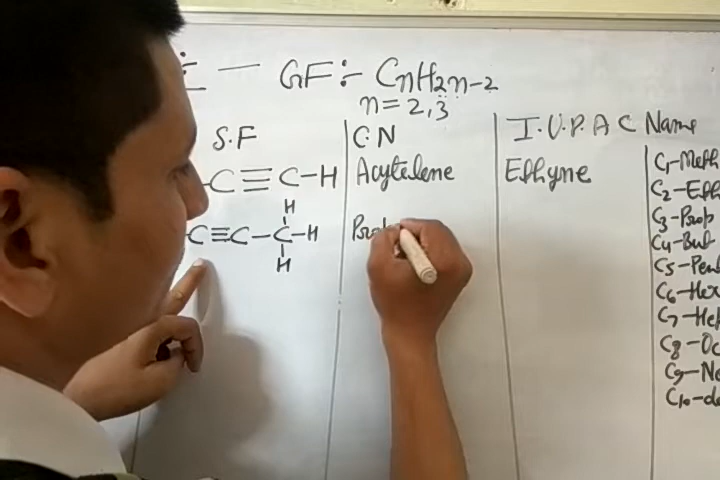 GF:- CnH2n-2
n=2,3
S.F C.N I.U.P.A C Name
-C≡C-H Acytelene Ethyne
H
C≡C-C-H
H
C1-Meth
C2-Eth
C3-Prop
C4-But
C5-Pent
C6-Hex
C7-Hep
C8-Oc
C9-No
C10-de